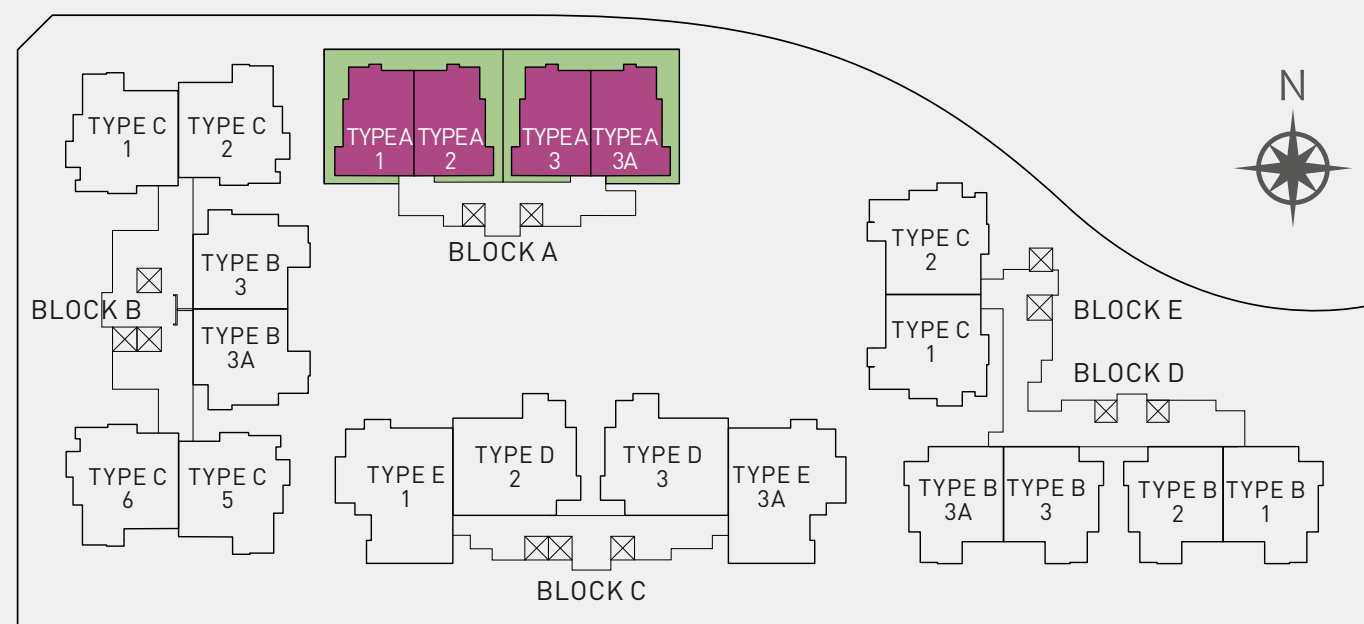 N
TYPE C
1
TYPE C
2
TYPE A
1
TYPE A
2
TYPE A
3
TYPE A
3A
BLOCK A
TYPE B
3
BLOCK B
TYPE B
3A
TYPE C
6
TYPE C
5
TYPE C
2
TYPE C
1
BLOCK E
BLOCK D
TYPE E
1
TYPE D
2
TYPE D
3
TYPE E
3A
BLOCK C
TYPE B
3A
TYPE B
3
TYPE B
2
TYPE B
1